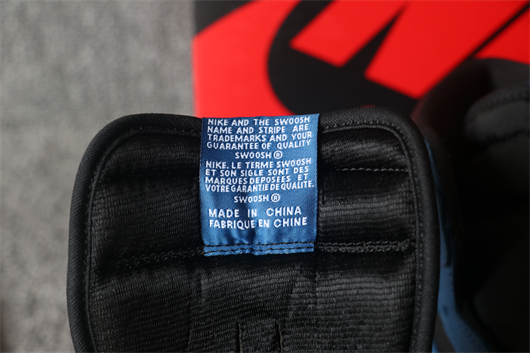 NIKE AND THE SWOOSH
NAME AND STRIPE ARE
TRADEMARKS AND YOUR
GUARANTEE OF QUALITY
SWOOSH®
NIKE, LE TERME SWOOSH
ET SON SIGLE SONT DES
MARQUES DEPOSÉES ET
VOTRE GARANTIE DE QUALITE.
SWOOSH®
MADE IN CHINA
FABRIQUE EN CHINE